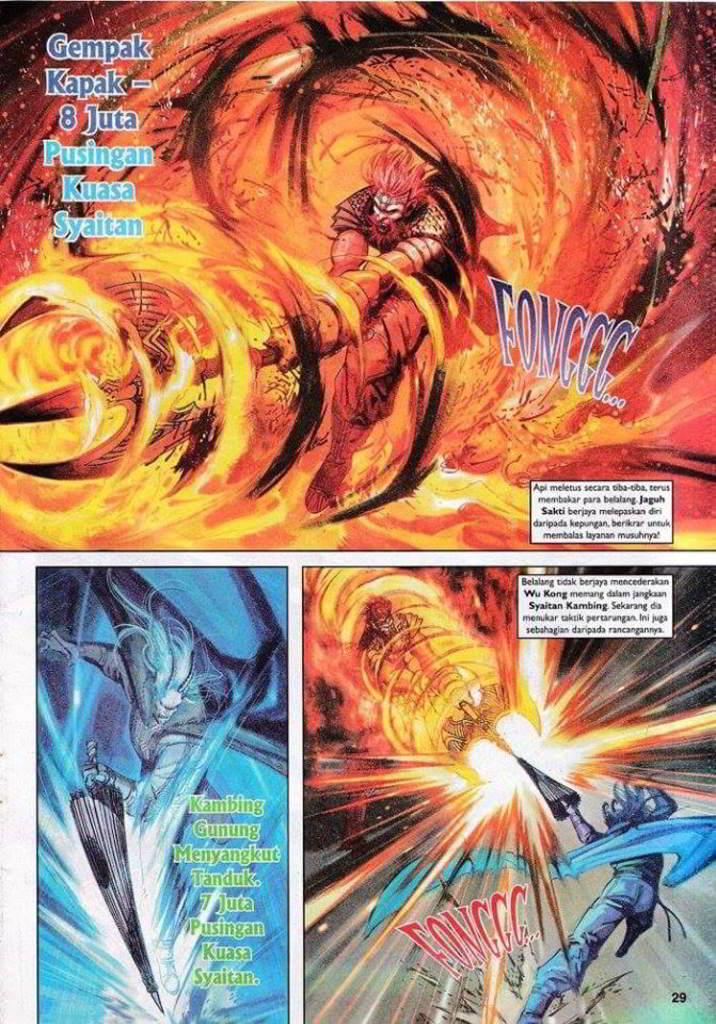 Gempak
Kapak –
8 Juta
Pusingan
Kuasa
Syaitan
FONGGG...
Api meletus secara tiba-tiba, terus
membakar para belalang. Jaguh
Sakti berjaya melepaskan diri
daripada kepungan, berikrar untuk
membalas layanan musuhnya!
Kambing
Gunung
Menyangkut
Tanduk.
7 Juta
Pusingan
Kuasa
Syaitan.
Belalang tidak berjaya mencederakan
Wu Kong memang dalam jangkaan
Syaitan Kambing. Sekarang dia
menukar taktik pertarungan. Ini juga
sebahagian daripada rancangannya.
FONGGG...
29